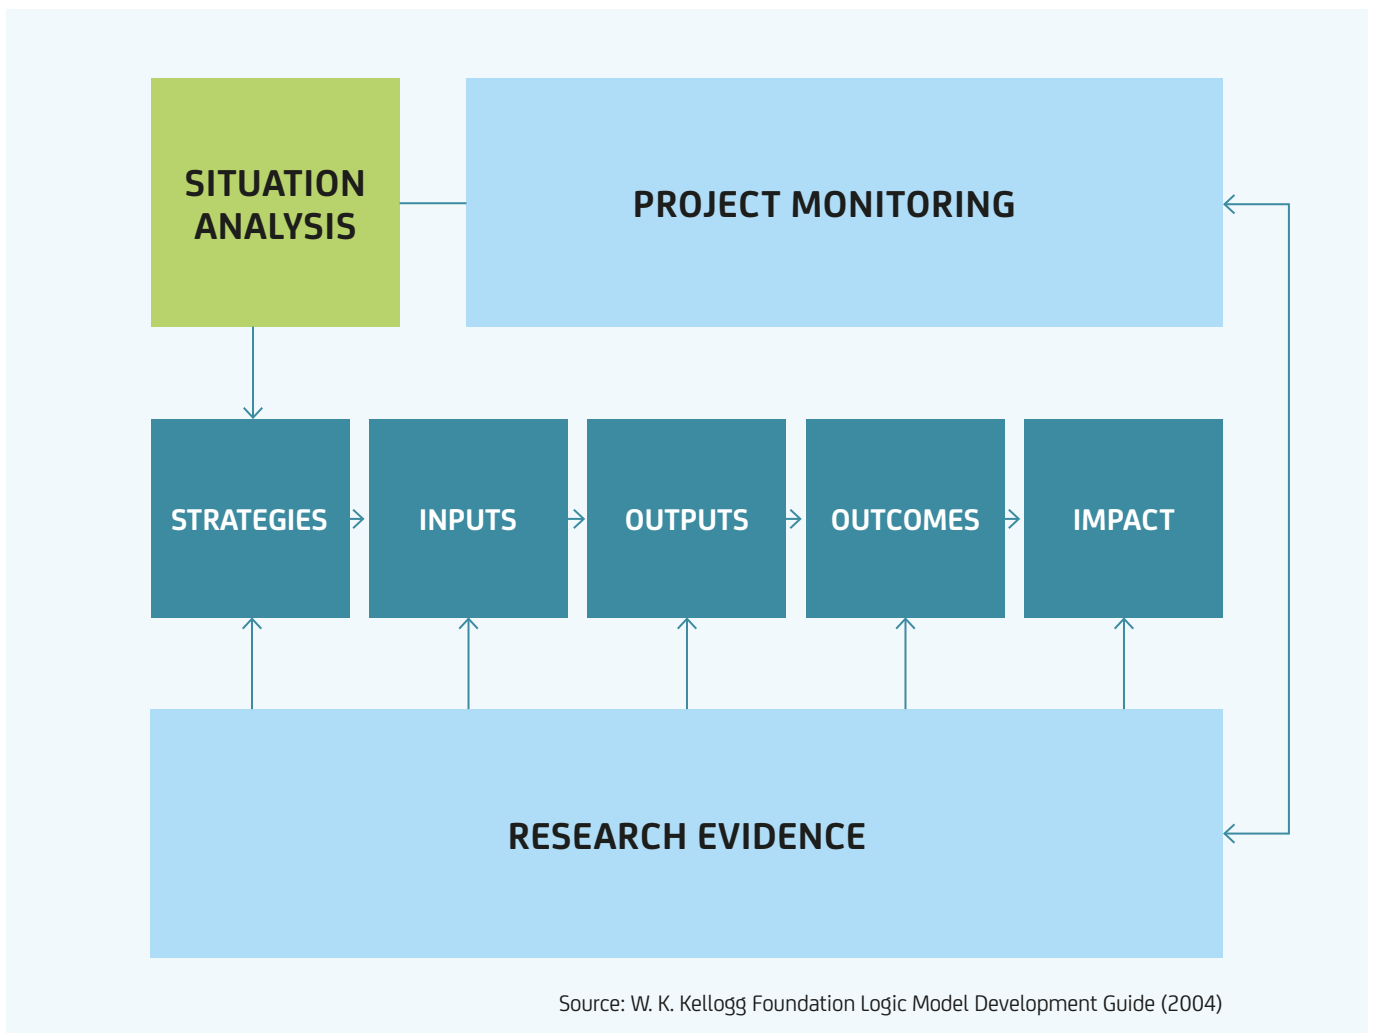 SITUATION
ANALYSIS
PROJECT MONITORING
STRATEGIES
INPUTS
OUTPUTS
OUTCOMES
IMPACT
RESEARCH EVIDENCE
Source: W. K. Kellogg Foundation Logic Model Development Guide (2004)